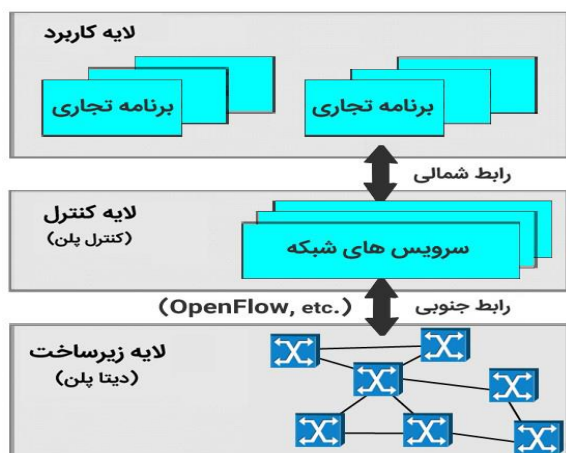 لایه کاربرد
برنامه تجاری
برنامه تجاری
رابط شمالی
لایه کنترل
(کنترل پلن)
سرویس های شبکه
رابط جنوبی
(OpenFlow, etc.)
لایه زیرساخت
(دیتا پلن)